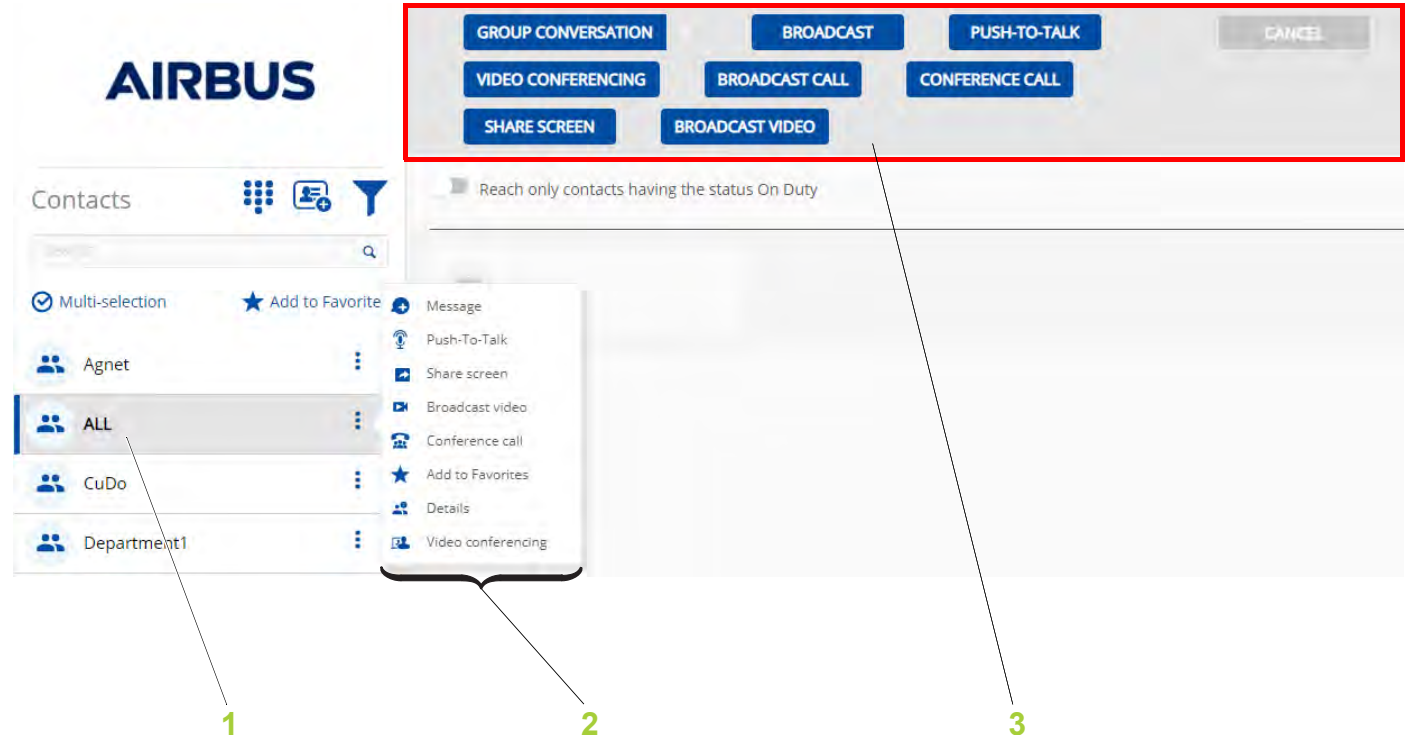 AIRBUS
GROUP CONVERSATION BROADCAST PUSH-TO-TALK CANCEL
VIDEO CONFERENCING BROADCAST CALL CONFERENCE CALL
SHARE SCREEN BROADCAST VIDEO
Reach only contacts having the status On Duty
Contacts
Multi-selection Add to Favorite
Agnet
ALL
CuDo
Department1
Message
Push-To-Talk
Share screen
Broadcast video
Conference call
Add to Favorites
Details
Video conferencing
1 2 3